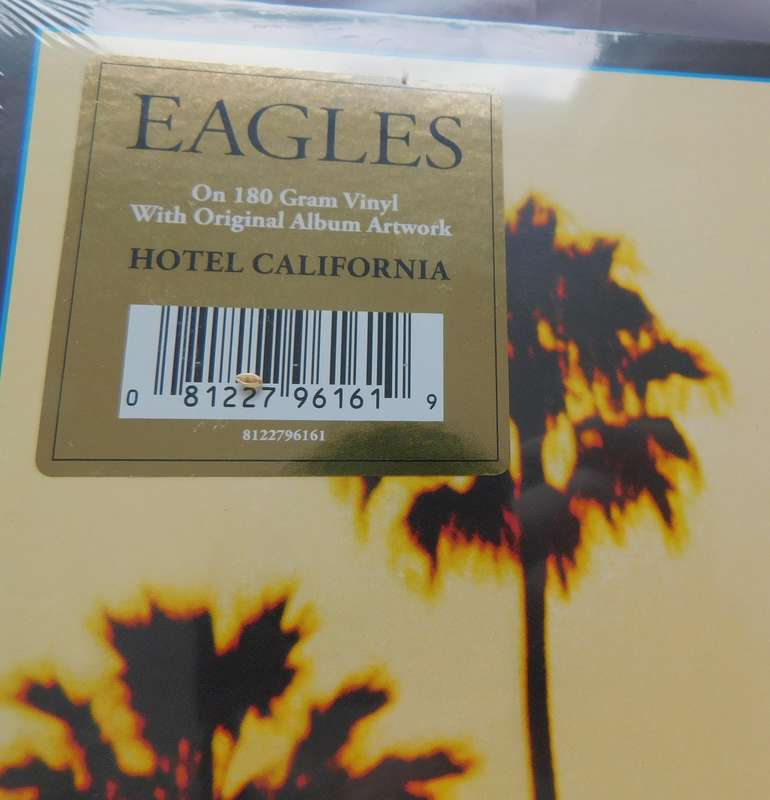 EAGLES
On 180 Gram Vinyl
With Original Album Artwork
HOTEL CALIFORNIA
0 81227 96161 9
8122796161